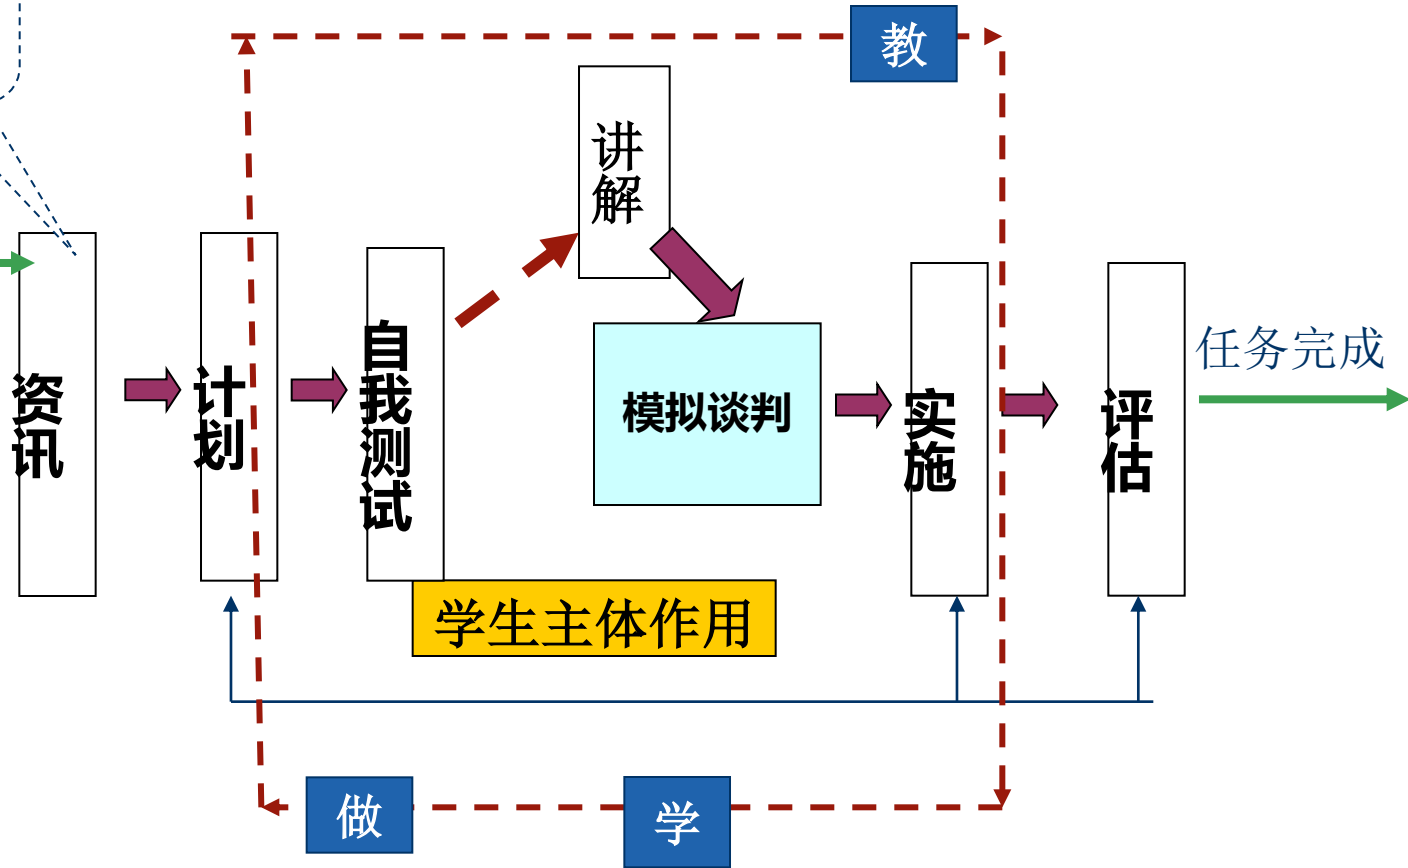 教
讲解
资讯
计划
自我测试
模拟谈判
实施
评估
任务完成
学生主体作用
做
学